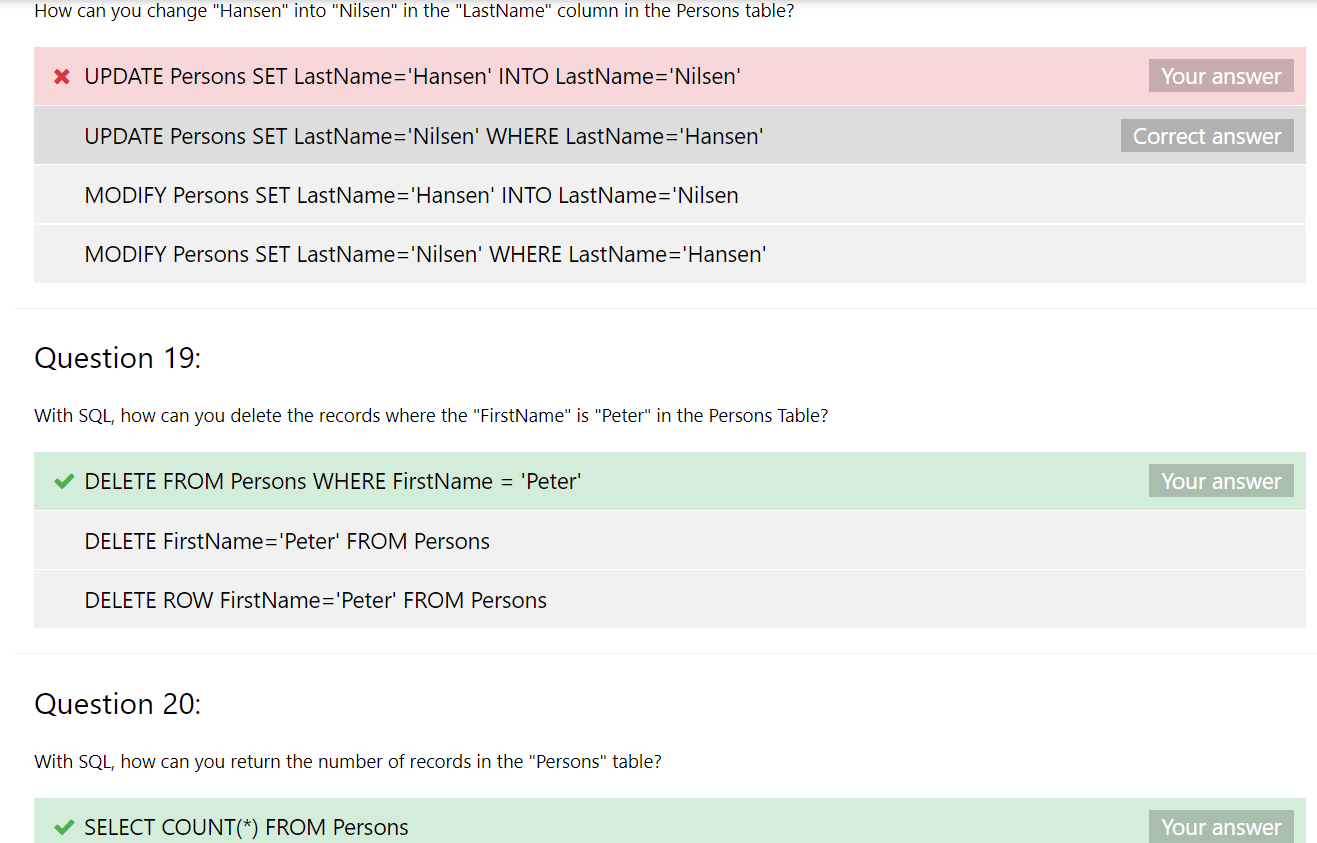 How can you change "Hansen" into "Nilsen" in the "LastName" column in the Persons table?
UPDATE Persons SET LastName='Hansen' INTO LastName='Nilsen' Your answer
UPDATE Persons SET LastName='Nilsen' WHERE LastName='Hansen' Correct answer
MODIFY Persons SET LastName='Hansen' INTO LastName='Nilsen
MODIFY Persons SET LastName='Nilsen' WHERE LastName='Hansen'
Question 19:
With SQL, how can you delete the records where the "FirstName" is "Peter" in the Persons Table?
DELETE FROM Persons WHERE FirstName = 'Peter' Your answer
DELETE FirstName='Peter' FROM Persons
DELETE ROW FirstName='Peter' FROM Persons
Question 20:
With SQL, how can you return the number of records in the "Persons" table?
SELECT COUNT(*) FROM Persons Your answer